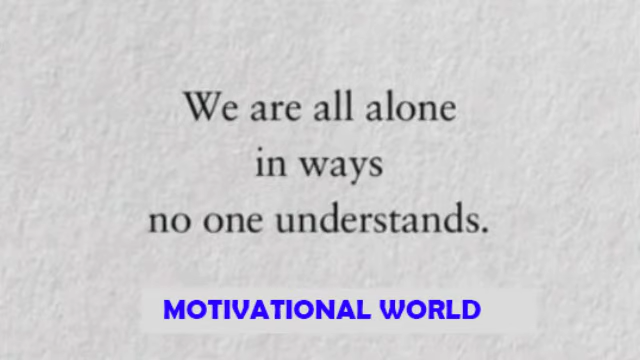 We are all alone
in ways
no one understands.
MOTIVATIONAL WORLD